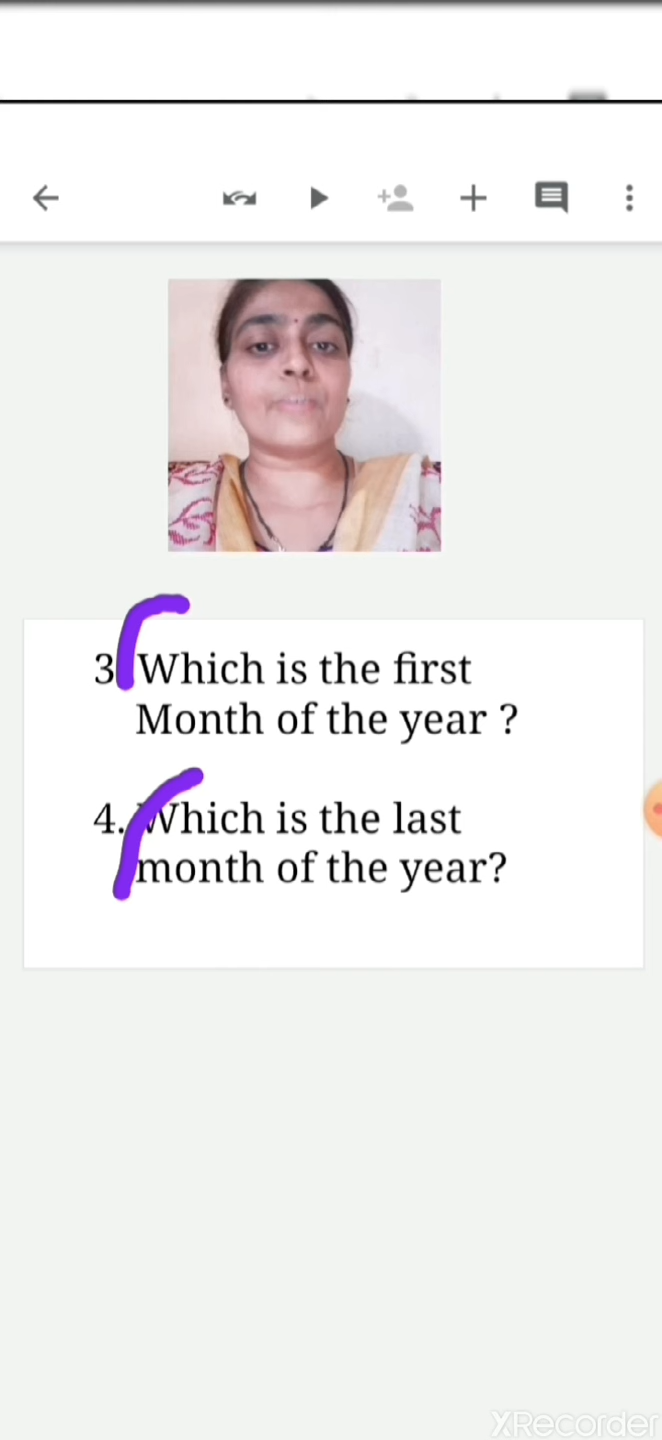 3. Which is the first
Month of the year ?
4. Which is the last
month of the year?
XRecorder